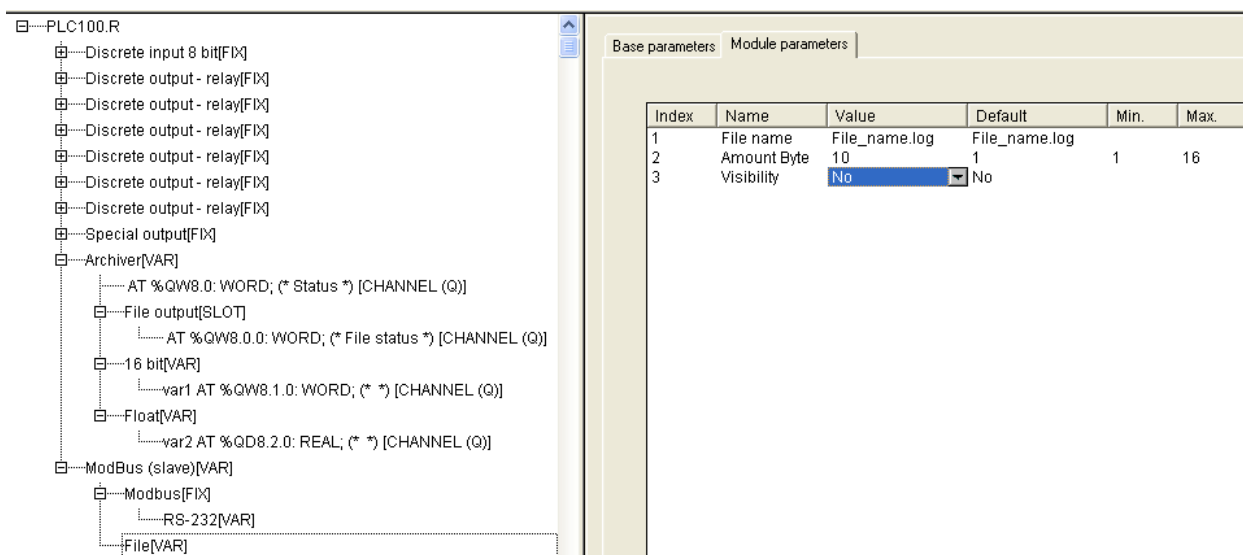 PLC100.R
Discrete input 8 bit[FIX]
Discrete output - relay[FIX]
Discrete output - relay[FIX]
Discrete output - relay[FIX]
Discrete output - relay[FIX]
Discrete output - relay[FIX]
Discrete output - relay[FIX]
Special output[FIX]
Archiver[VAR]
AT %QW8.0: WORD; (* Status *) [CHANNEL (Q)]
File output[SLOT]
AT %QW8.0.0: WORD; (* File status *) [CHANNEL (Q)]
16 bit[VAR]
var1 AT %QW8.1.0: WORD; (* *) [CHANNEL (Q)]
Float[VAR]
var2 AT %QD8.2.0: REAL; (* *) [CHANNEL (Q)]
ModBus (slave)[VAR]
Modbus[FIX]
RS-232[VAR]
File[VAR]
Base parameters Module parameters
Index Name Value Default Min. Max.
1 File name File_name.log File_name.log
2 Amount Byte 10 1 1 16
3 Visibility No No